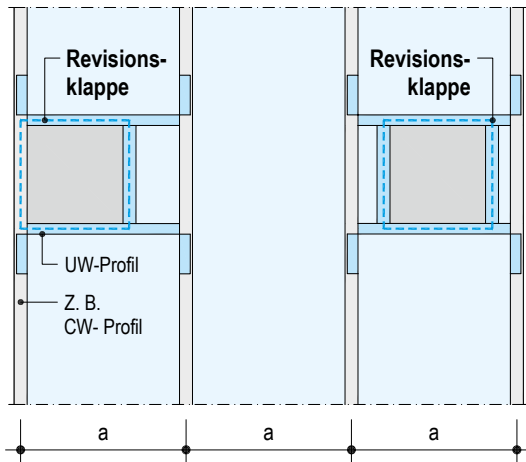 Revisions-
klappe
Revisions-
klappe
UW-Profil
Z. B.
CW- Profil
a
a
a